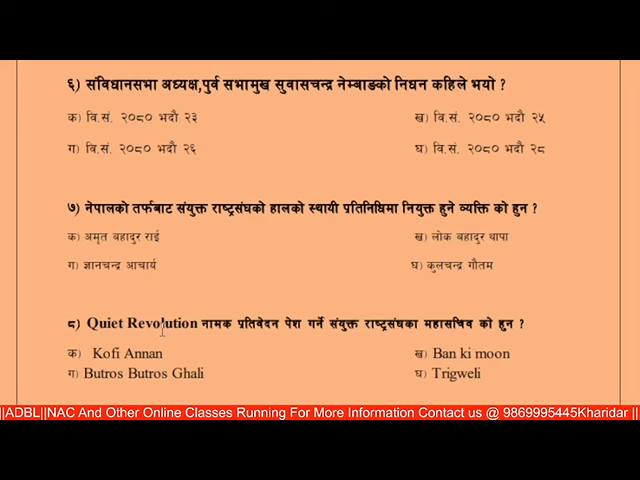 ६) संविधानसभा अध्यक्ष,पुर्व सभामुख सुवासचन्द्र नेम्बाङको निधन कहिले भयो ?
क) वि.सं. २०८० भदौ २३ ख) वि.सं. २०८० भदौ २५
ग) वि.सं. २०८० भदौ २६ घ) वि.सं. २०८० भदौ २८
७) नेपालको तर्फबाट संयुक्त राष्ट्रसंघको हालको स्थायी प्रतिनिधिमा नियुक्त हुने व्यक्ति को हुन ?
क) अमृत बहादुर राई ख) लोक बहादुर थापा
ग) ज्ञानचन्द्र आचार्य घ) कुलचन्द्र गौतम
८) Quiet Revolution नामक प्रतिवेदन पेश गर्ने संयुक्त राष्ट्रसंघका महासचिव को हुन ?
क) Kofi Annan ख) Ban ki moon
ग) Butros Butros Ghali घ) Trigweli
||ADBL||NAC And Other Online Classes Running For More Information Contact us @ 9869995445Kharidar ||